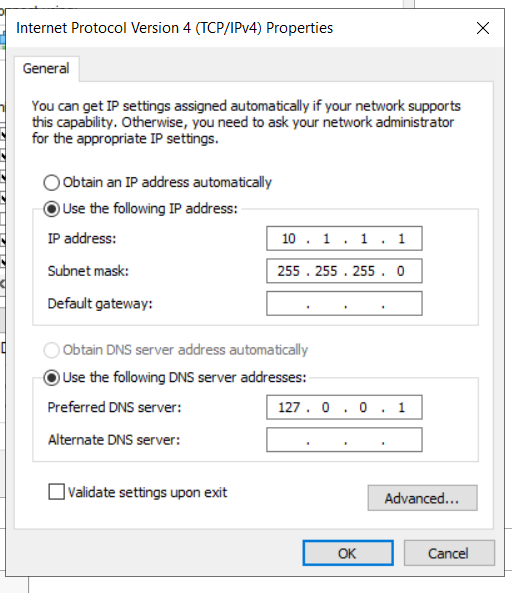 Internet Protocol Version 4 (TCP/IPv4) Properties
General
You can get IP settings assigned automatically if your network supports
this capability. Otherwise, you need to ask your network administrator
for the appropriate IP settings.
Obtain an IP address automatically
Use the following IP address:
IP address: 10 . 1 . 1 . 1
Subnet mask: 255 . 255 . 255 . 0
Default gateway: . . .
Obtain DNS server address automatically
Use the following DNS server addresses:
Preferred DNS server: 127 . 0 . 0 . 1
Alternate DNS server: . . .
Validate settings upon exit
Advanced...
OK Cancel